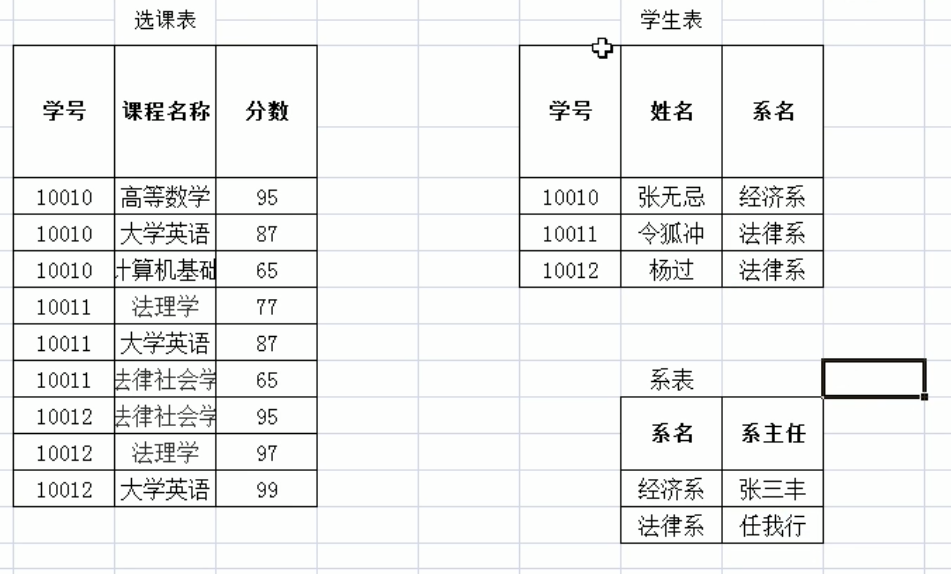 选课表
学号 课程名称 分数
10010 高等数学 95
10010 大学英语 87
10010 计算机基础 65
10011 法理学 77
10011 大学英语 87
10011 法律社会学 65
10012 法律社会学 95
10012 法理学 97
10012 大学英语 99
学生表
学号 姓名 系名
10010 张无忌 经济系
10011 令狐冲 法律系
10012 杨过 法律系
系表
系名 系主任
经济系 张三丰
法律系 任我行